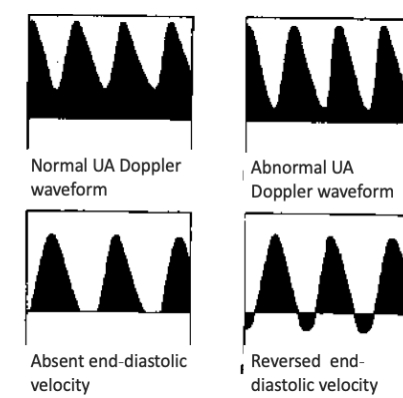 Normal UA Doppler
waveform
Abnormal UA
Doppler waveform
Absent end-diastolic
velocity
Reversed end-
diastolic velocity